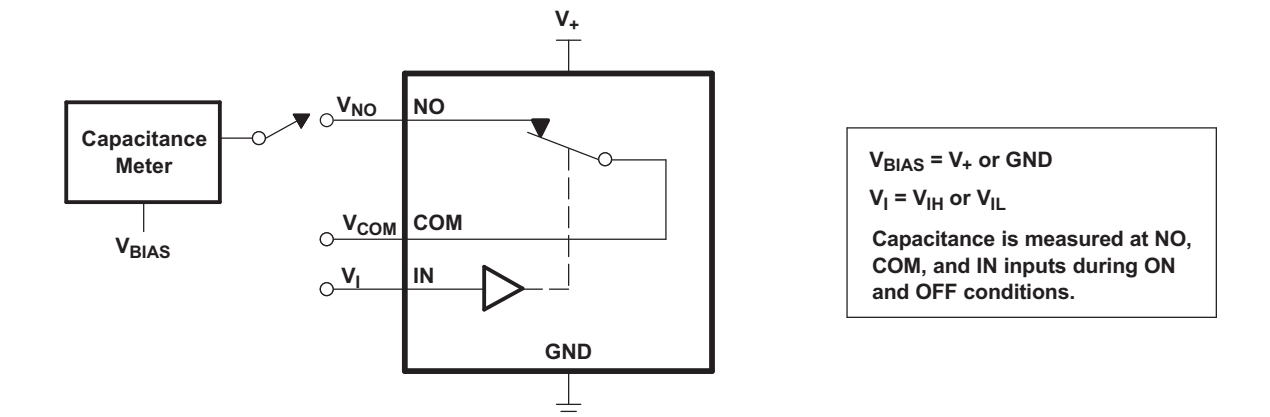 V+
Capacitance
Meter
VBIAS
VNO
NO
VCOM
COM
VI
IN
GND
VBIAS = V+ or GND
VI = VIH or VIL
Capacitance is measured at NO,
COM, and IN inputs during ON
and OFF conditions.